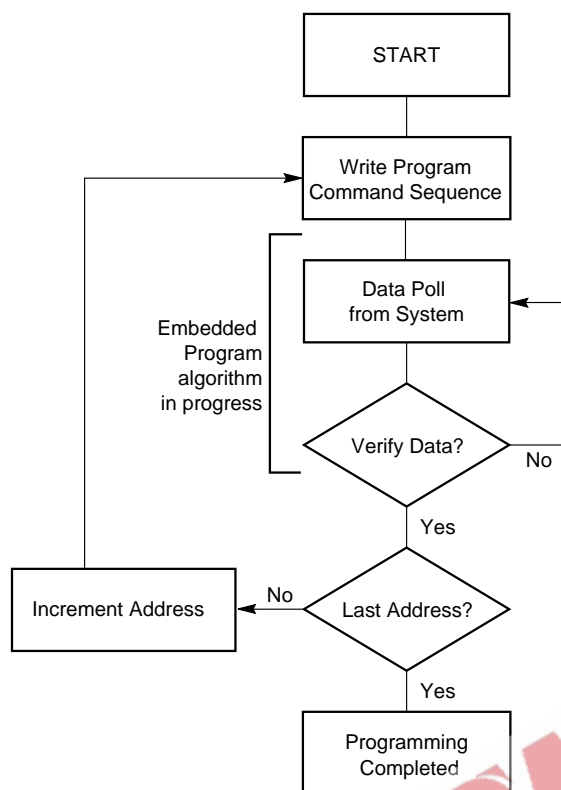 START
Write Program
Command Sequence
Data Poll
from System
Embedded
Program
algorithm
in progress
Verify Data?
No
Yes
Increment Address
No
Last Address?
Yes
Programming
Completed